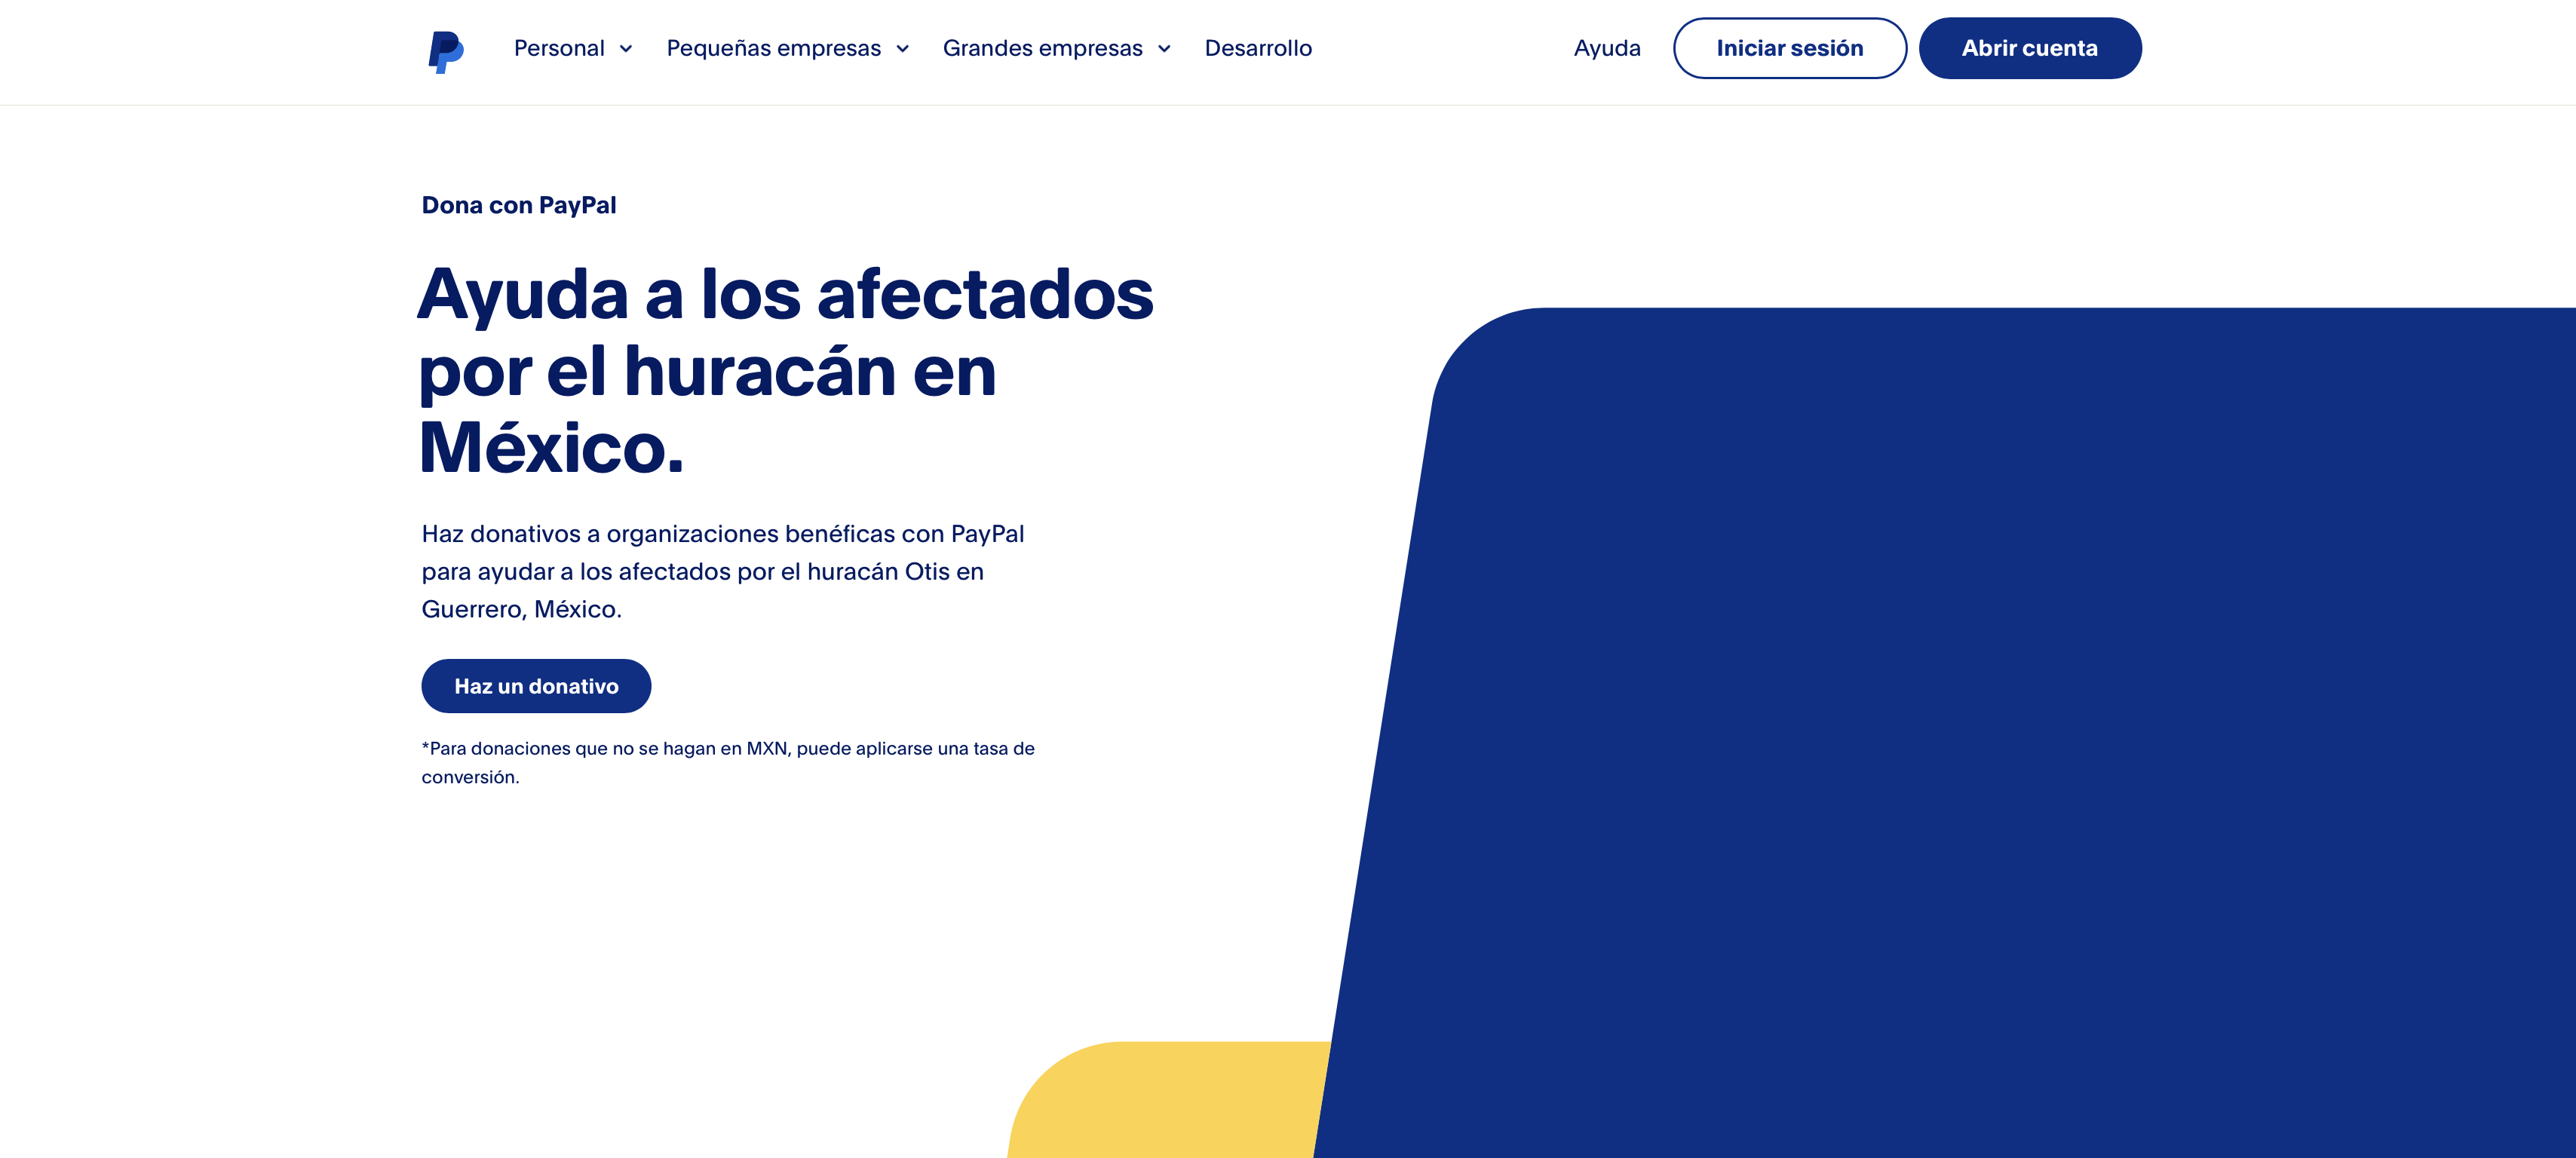 Personal
Pequeñas empresas
Grandes empresas
Desarrollo
Ayuda
Iniciar sesión
Abrir cuenta
Dona con PayPal
Ayuda a los afectados
por el huracán en
México.
Haz donativos a organizaciones benéficas con PayPal
para ayudar a los afectados por el huracán Otis en
Guerrero, México.
Haz un donativo
*Para donaciones que no se hagan en MXN, puede aplicarse una tasa de
conversión.